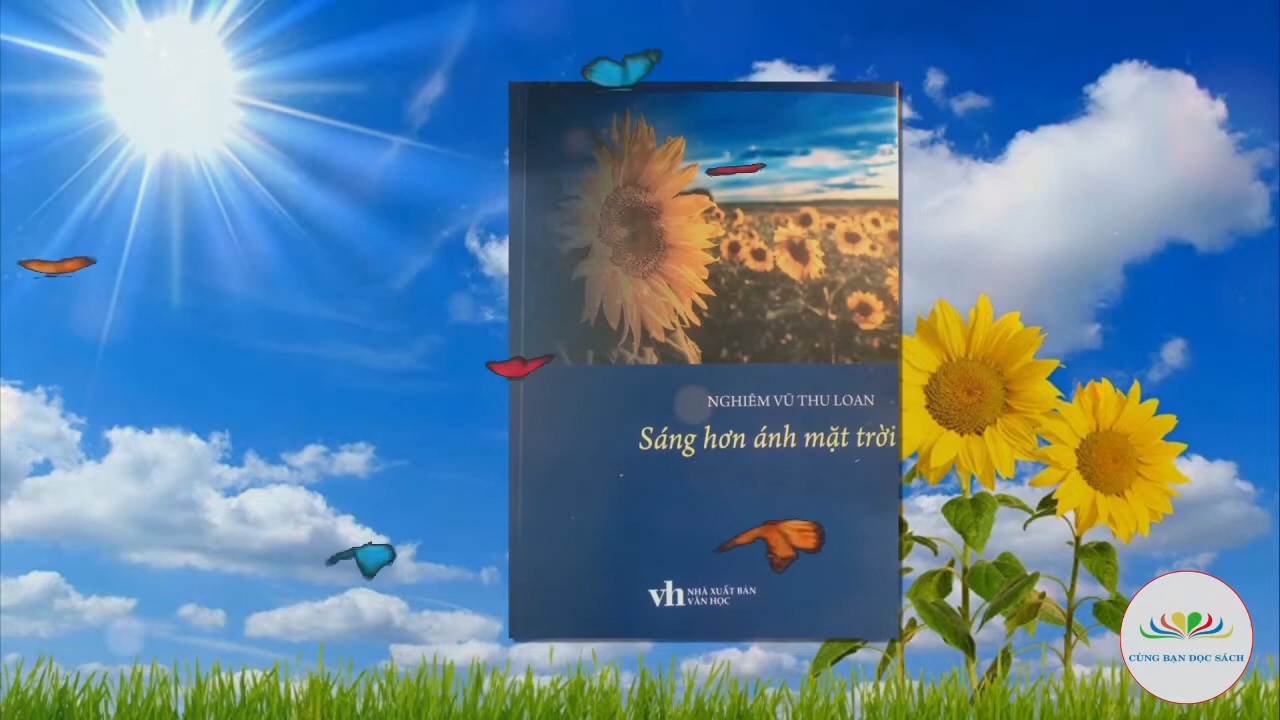 NGHIÊM VŨ THU LOAN
Sáng hơn ánh mặt trời
vh NHÀ XUẤT BẢN
VĂN HỌC
CÙNG BẠN ĐỌC SÁCH